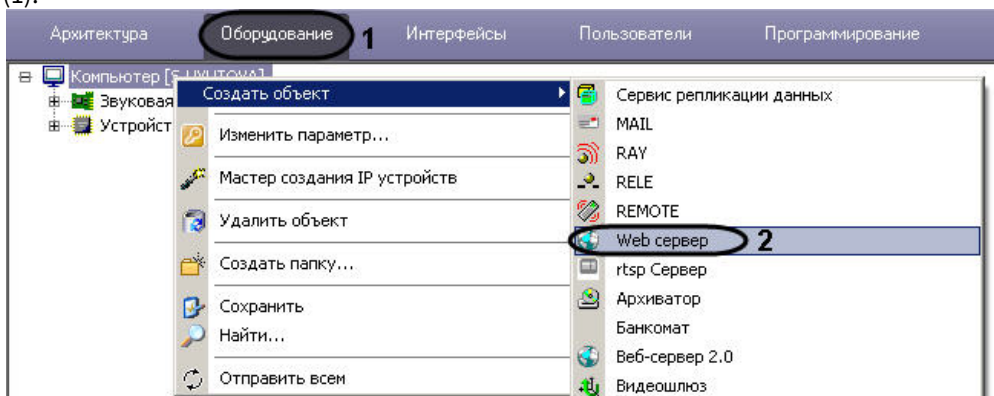 (1).
Архитектура Оборудование 1 Интерфейсы Пользователи Программирование
Компьютер
Звуковая
Устройст
Создать объект
Изменить параметр...
Мастер создания IP устройств
Удалить объект
Создать папку...
Сохранить
Найти...
Отправить всем
Сервис репликации данных
MAIL
RAY
RELE
REMOTE
Web сервер 2
rtsp Сервер
Архиватор
Банкомат
Веб-сервер 2.0
Видеошлюз